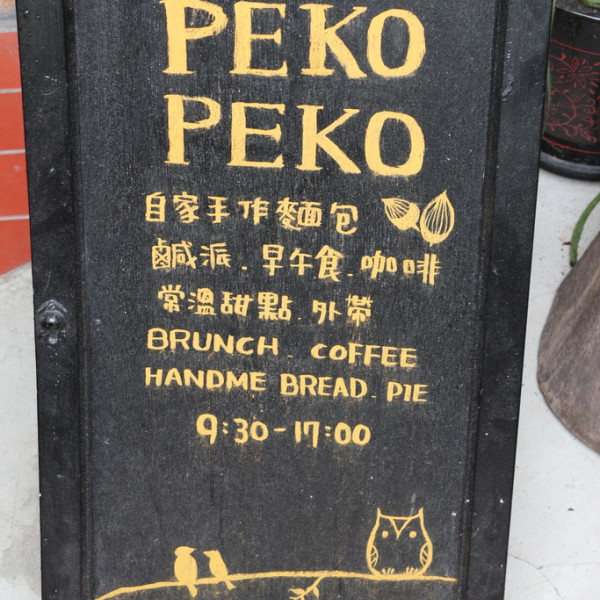 PEKO
PEKO
自家手作麵包
鹹派.早午食.咖啡
常溫甜點.外帶
BRUNCH. COFFEE
HANDME BREAD. PIE
9:30-17:00